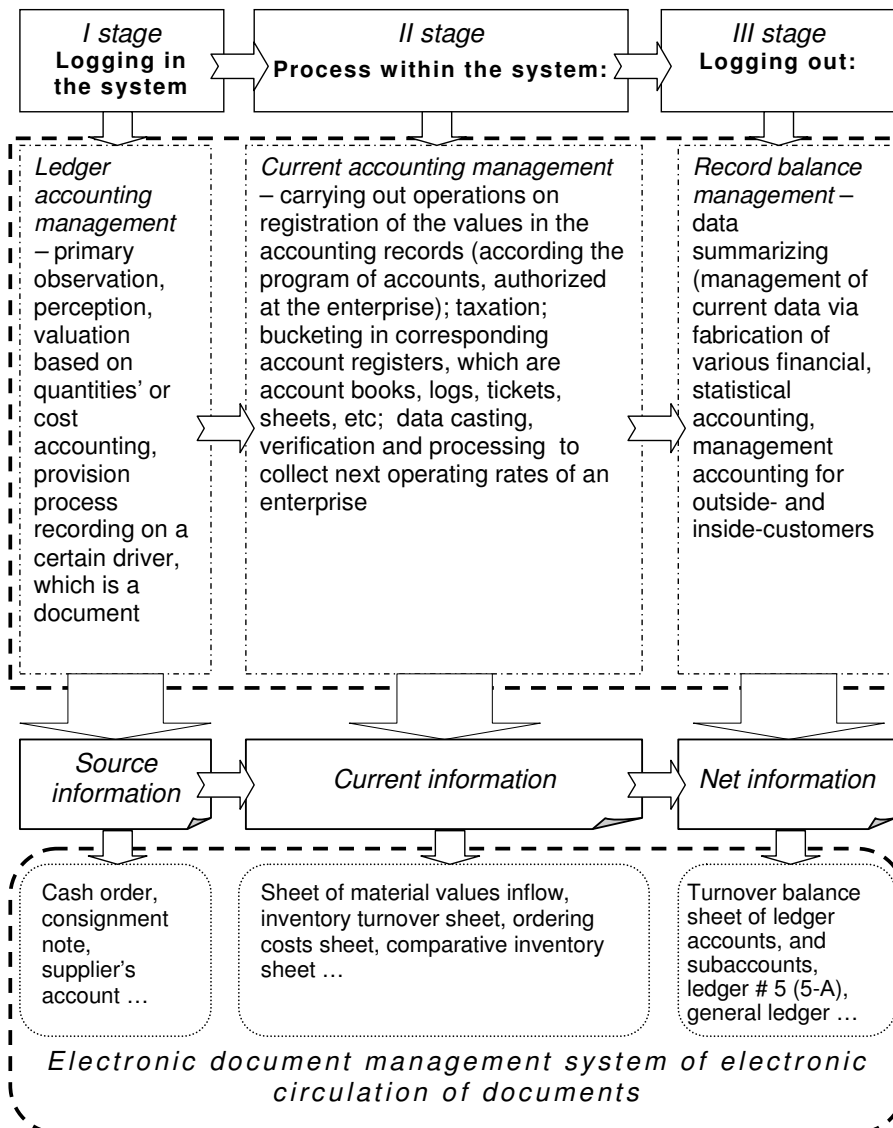 I stage
Logging in
the system
II stage
Process within the system:
III stage
Logging out:
Ledger
accounting
management
– primary
observation,
perception,
valuation
based on
quantities’ or
cost
accounting,
provision
process
recording on a
certain driver,
which is a
document
Current accounting management
– carrying out operations on
registration of the values in the
accounting records (according the
program of accounts, authorized
at the enterprise); taxation;
bucketing in corresponding
account registers, which are
account books, logs, tickets,
sheets, etc; data casting,
verification and processing to
collect next operating rates of an
enterprise
Record balance
management –
data
summarizing
(management of
current data via
fabrication of
various financial,
statistical
accounting,
management
accounting for
outside- and
inside-customers
Source
information
Current information
Net information
Cash order,
consignment
note,
supplier’s
account …
Sheet of material values inflow,
inventory turnover sheet, ordering
costs sheet, comparative inventory
sheet …
Turnover balance
sheet of ledger
accounts, and
subaccounts,
ledger # 5 (5-A),
general ledger …
Electronic document management system of electronic
circulation of documents